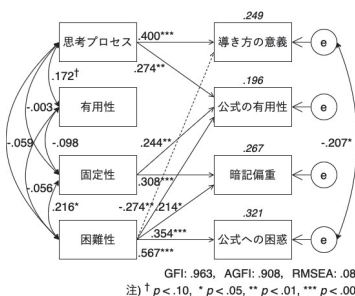 .249
思考プロセス .400*** 導き方の意義 e
.274**
.172†
.196
-.003 有用性 公式の有用性 e
-.059 -.098 .244** -.207*
.267
固定性 .308*** 暗記偏重 e
-.056 -.274** .214*
.216*
.321
.354***
困難性 公式への困惑 e
.567***
GFI: .963, AGFI: .908, RMSEA: .08
注) † p < .10, * p < .05, ** p < .01, *** p < .00